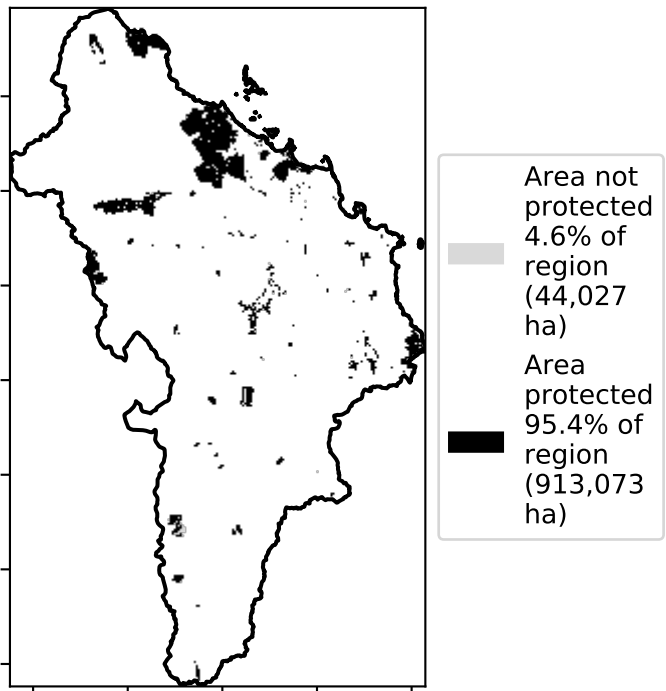 Area not
protected
4.6% of
region
(44,027
ha)
Area
protected
95.4% of
region
(913,073
ha)